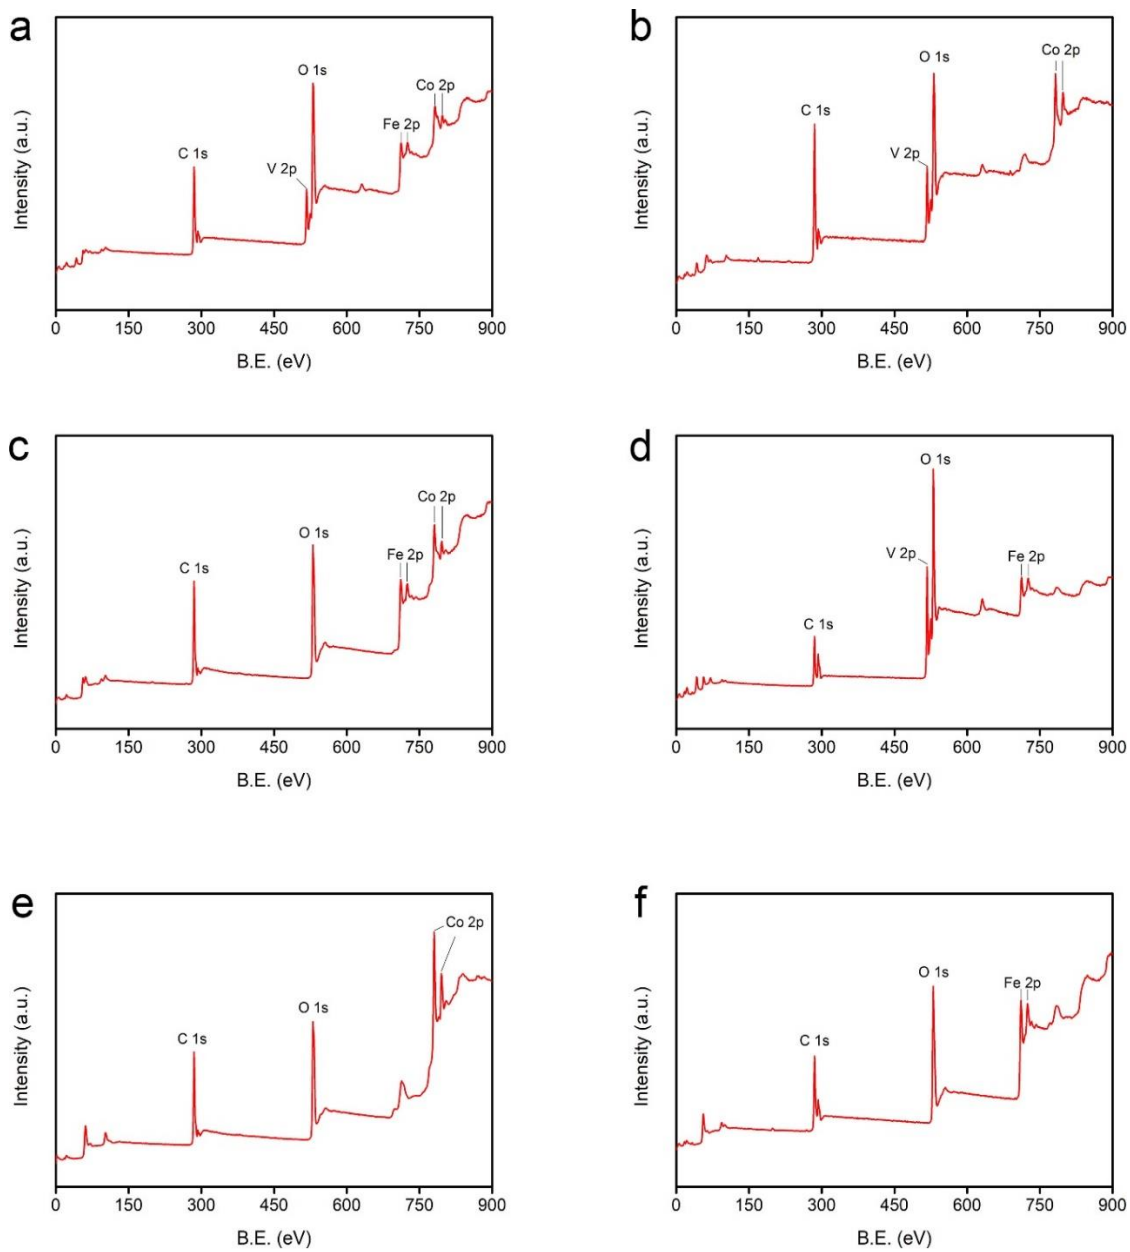 a
O 1s
Co 2p
Fe 2p
C 1s
V 2p
Intensity (a.u.)
0 150 300 450 600 750 900
B.E. (eV)
b
Co 2p
O 1s
C 1s
V 2p
Intensity (a.u.)
0 150 300 450 600 750 900
B.E. (eV)
c
Co 2p
O 1s
Fe 2p
C 1s
Intensity (a.u.)
0 150 300 450 600 750 900
B.E. (eV)
d
O 1s
V 2p
Fe 2p
C 1s
Intensity (a.u.)
0 150 300 450 600 750 900
B.E. (eV)
e
Co 2p
O 1s
C 1s
Intensity (a.u.)
0 150 300 450 600 750 900
B.E. (eV)
f
O 1s
Fe 2p
C 1s
Intensity (a.u.)
0 150 300 450 600 750 900
B.E. (eV)